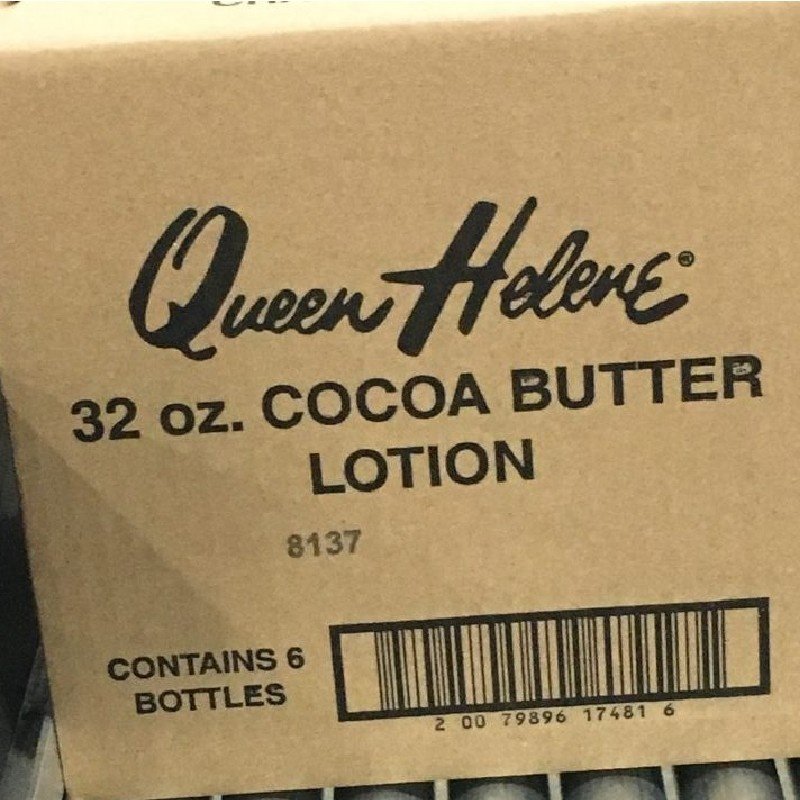 Queen Helene®
32 oz. COCOA BUTTER
LOTION
8137
CONTAINS 6
BOTTLES
2 00 79896 17481 6